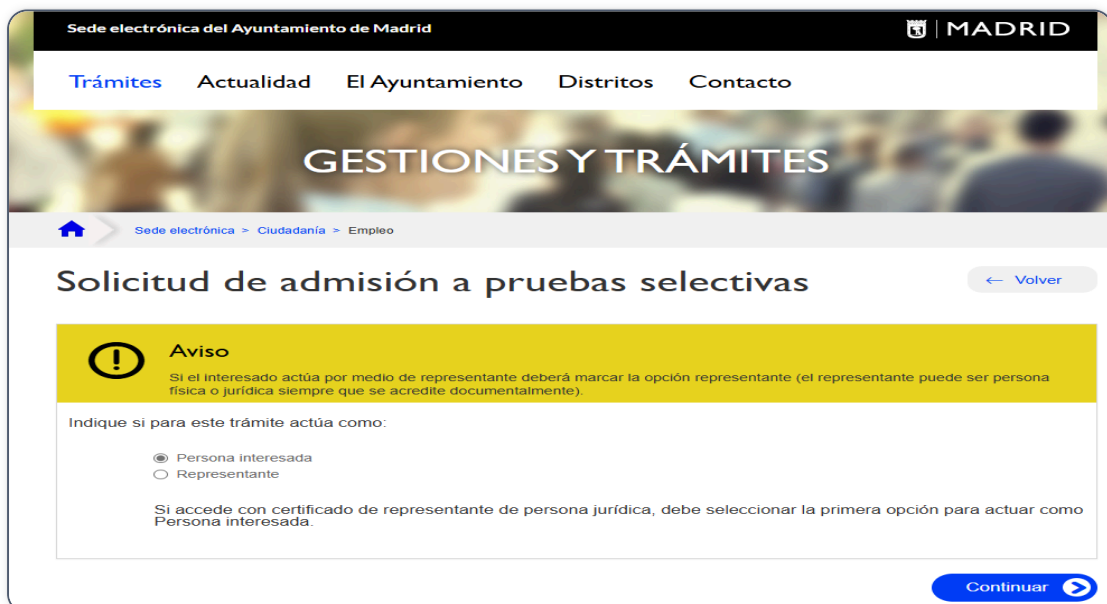 Sede electrónica del Ayuntamiento de Madrid
MADRID
Trámites Actualidad El Ayuntamiento Distritos Contacto
GESTIONES Y TRÁMITES
Sede electrónica > Ciudadanía > Empleo
Solicitud de admisión a pruebas selectivas
← Volver
Aviso
Si el interesado actúa por medio de representante deberá marcar la opción representante (el representante puede ser persona
física o jurídica siempre que se acredite documentalmente).
Indique si para este trámite actúa como:
Persona interesada
Representante
Si accede con certificado de representante de persona jurídica, debe seleccionar la primera opción para actuar como
Persona interesada.
Continuar